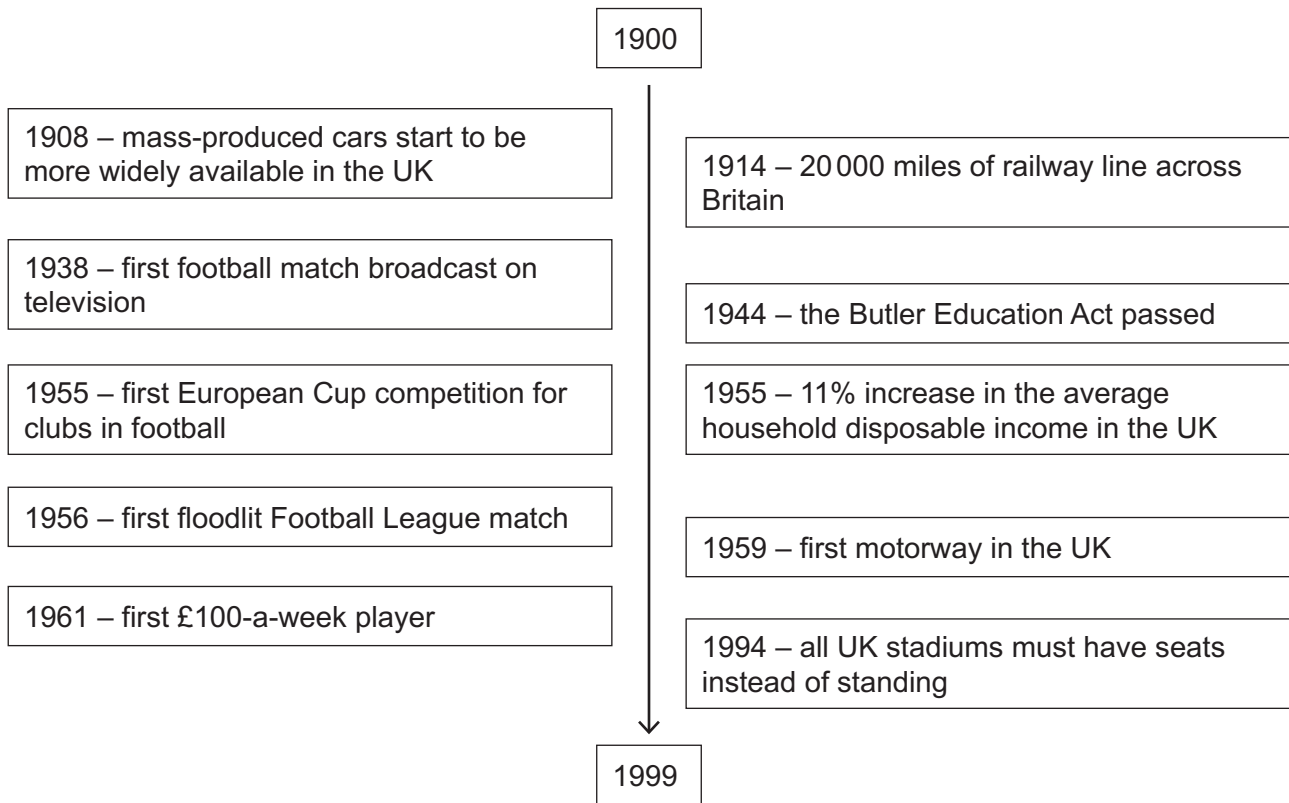 1900
1908 – mass-produced cars start to be
more widely available in the UK
1914 – 20 000 miles of railway line across
Britain
1938 – first football match broadcast on
television
1944 – the Butler Education Act passed
1955 – first European Cup competition for
clubs in football
1955 – 11% increase in the average
household disposable income in the UK
1956 – first floodlit Football League match
1959 – first motorway in the UK
1961 – first £100-a-week player
1994 – all UK stadiums must have seats
instead of standing
1999